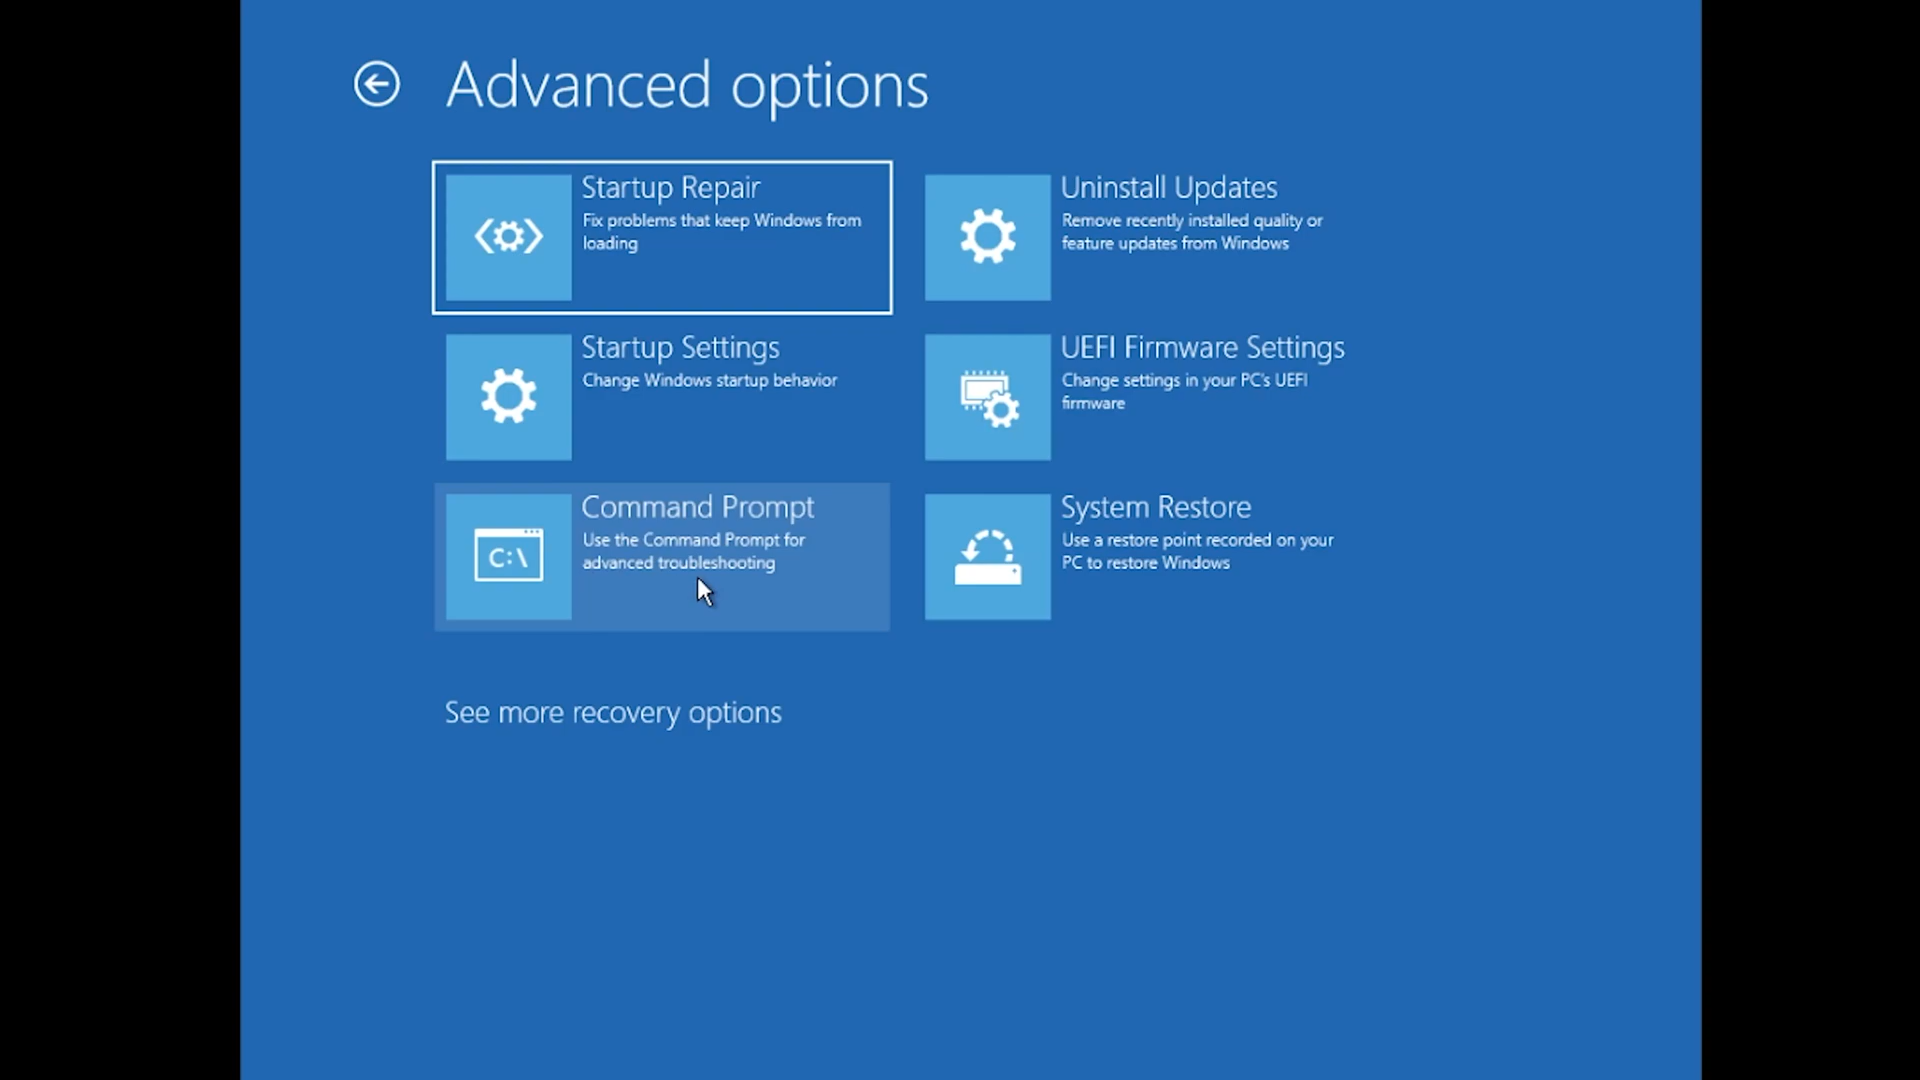 Advanced options
Startup Repair
Fix problems that keep Windows from
loading
Uninstall Updates
Remove recently installed quality or
feature updates from Windows
Startup Settings
Change Windows startup behavior
UEFI Firmware Settings
Change settings in your PC's UEFI
firmware
C:\
Command Prompt
Use the Command Prompt for
advanced troubleshooting
System Restore
Use a restore point recorded on your
PC to restore Windows
See more recovery options